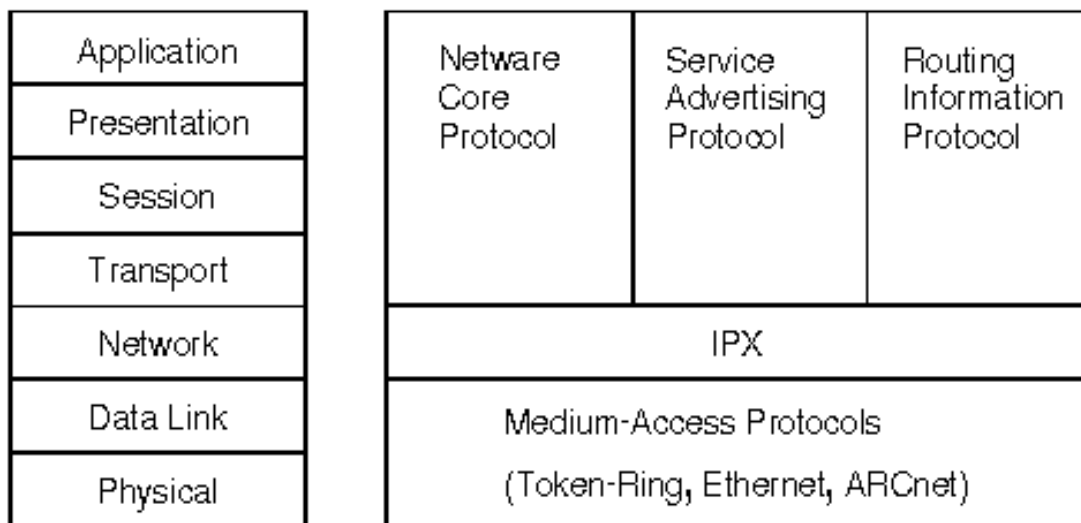 Application
Presentation
Session
Transport
Network
Data Link
Physical
Netware
Core
Protocol
Service
Advertising
Protocol
Routing
Information
Protocol
IPX
Medium-Access Protocols
(Token-Ring, Ethernet, ARCnet)